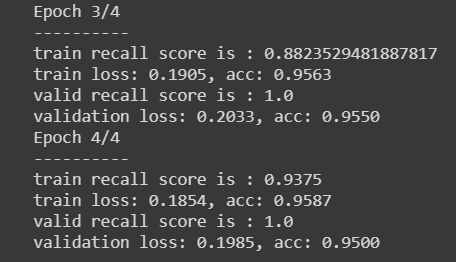 Epoch 3/4
----------
train recall score is : 0.8823529481887817
train loss: 0.1905, acc: 0.9563
valid recall score is : 1.0
validation loss: 0.2033, acc: 0.9550
Epoch 4/4
----------
train recall score is : 0.9375
train loss: 0.1854, acc: 0.9587
valid recall score is : 1.0
validation loss: 0.1985, acc: 0.9500